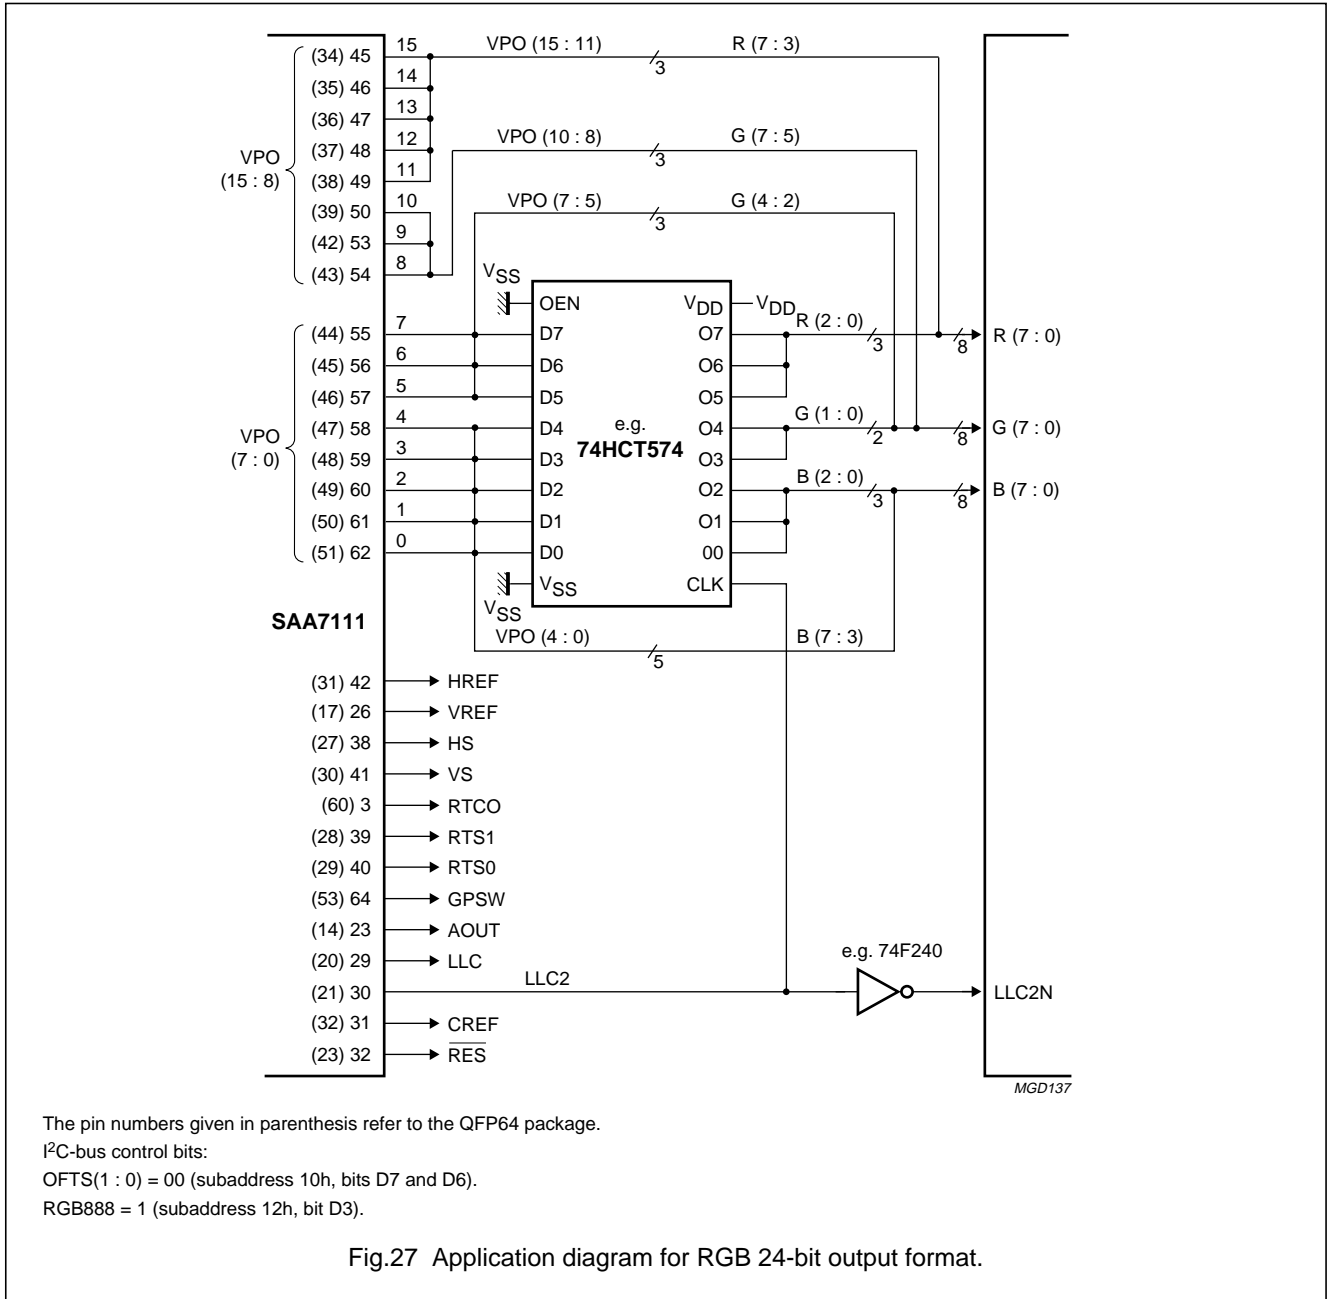 (34) 45 15 VPO (15 : 11) 3 R (7 : 3)
(35) 46 14
(36) 47 13
(37) 48 12 VPO (10 : 8) 3 G (7 : 5)
VPO
(15 : 8)
(38) 49 11
(39) 50 10 VPO (7 : 5) 3 G (4 : 2)
(42) 53 9
(43) 54 8
VSS OEN VDD VDD
(44) 55 7 D7 O7 R (2 : 0) 3 8 R (7 : 0)
(45) 56 6 D6 O6
(46) 57 5 D5 O5
e.g.
74HCT574
(47) 58 4 D4 O4 G (1 : 0) 2 8 G (7 : 0)
VPO
(7 : 0)
(48) 59 3 D3 O3
(49) 60 2 D2 O2 B (2 : 0) 3 8 B (7 : 0)
(50) 61 1 D1 O1
(51) 62 0 D0 00
VSS VSS CLK
SAA7111
VPO (4 : 0) 5 B (7 : 3)
(31) 42 HREF
(17) 26 VREF
(27) 38 HS
(30) 41 VS
(60) 3 RTCO
(28) 39 RTS1
(29) 40 RTS0
(53) 64 GPSW
(14) 23 AOUT
(20) 29 LLC
e.g. 74F240
(21) 30 LLC2 LLC2N
(32) 31 CREF
(23) 32 RES
MGD137
The pin numbers given in parenthesis refer to the QFP64 package.
I2C-bus control bits:
OFTS(1 : 0) = 00 (subaddress 10h, bits D7 and D6).
RGB888 = 1 (subaddress 12h, bit D3).
Fig.27 Application diagram for RGB 24-bit output format.